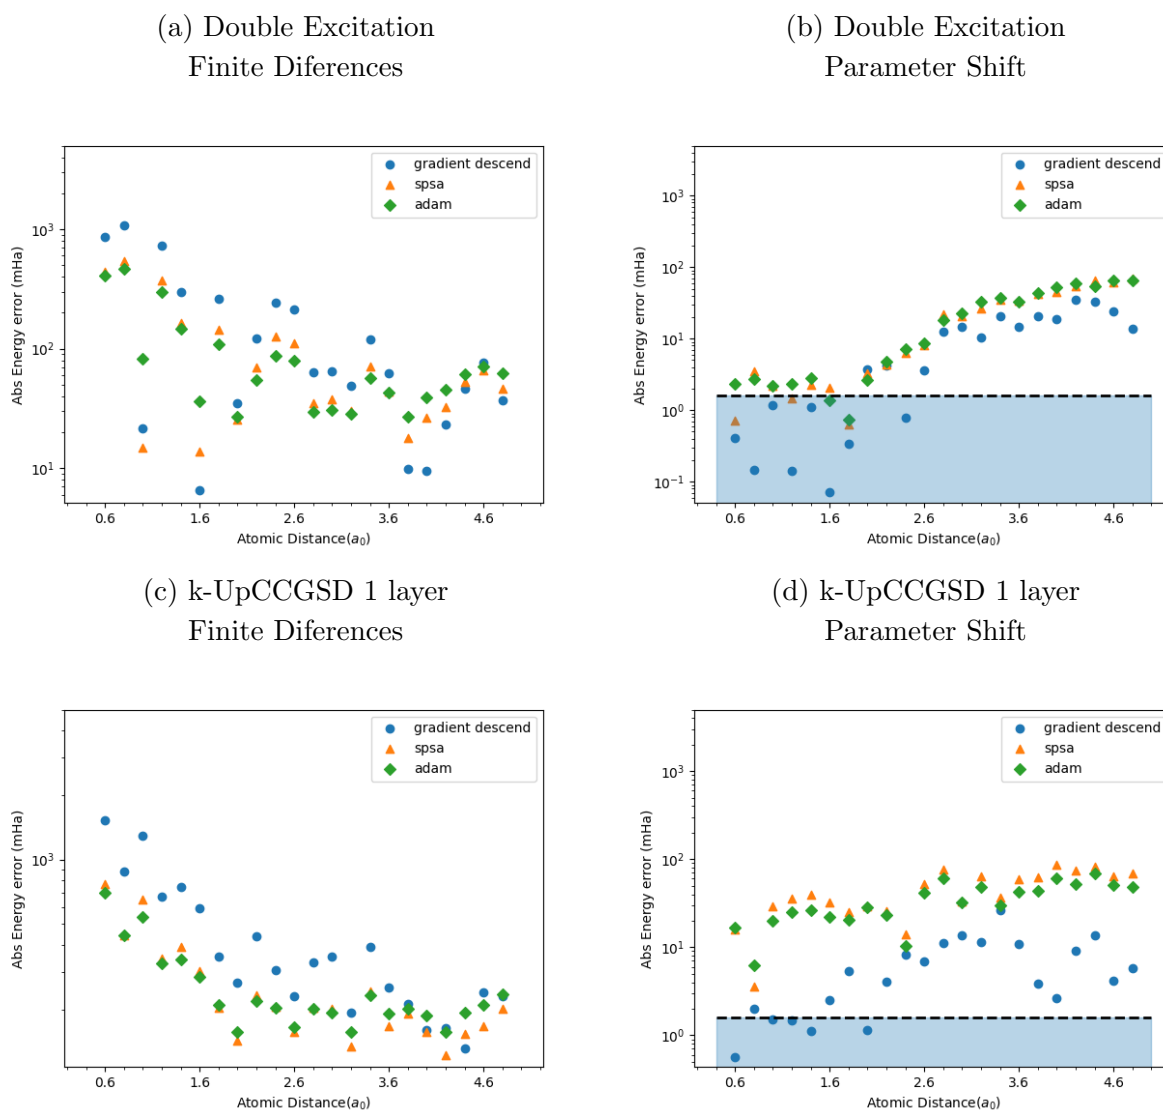 (a) Double Excitation
Finite Diferences
(b) Double Excitation
Parameter Shift
gradient descend
spsa
adam
10³
10²
10¹
Abs Energy error (mHa)
0.6 1.6 2.6 3.6 4.6
Atomic Distance(a₀)
gradient descend
spsa
adam
10³
10²
10¹
10⁰
10⁻¹
Abs Energy error (mHa)
0.6 1.6 2.6 3.6 4.6
Atomic Distance(a₀)
(c) k-UpCCGSD 1 layer
Finite Diferences
(d) k-UpCCGSD 1 layer
Parameter Shift
gradient descend
spsa
adam
10³
Abs Energy error (mHa)
0.6 1.6 2.6 3.6 4.6
Atomic Distance(a₀)
gradient descend
spsa
adam
10³
10²
10¹
10⁰
Abs Energy error (mHa)
0.6 1.6 2.6 3.6 4.6
Atomic Distance(a₀)